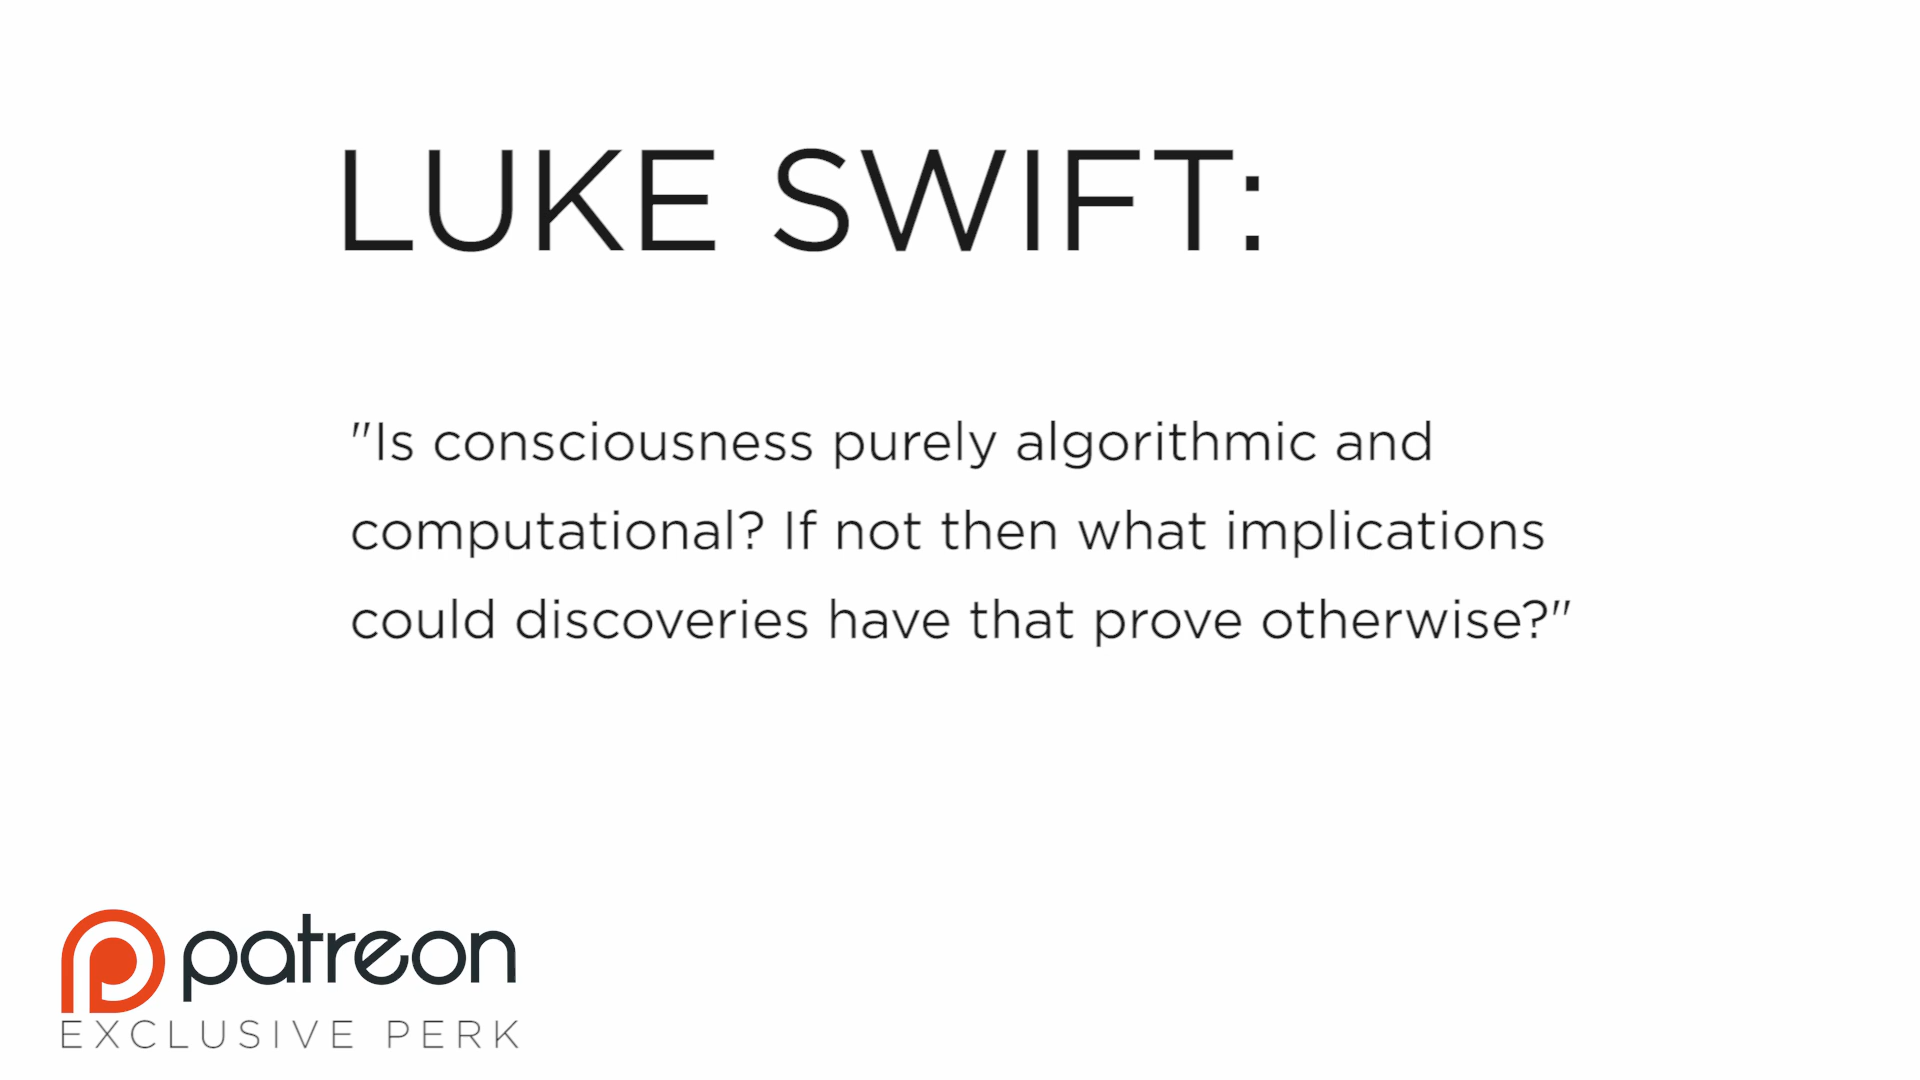 LUKE SWIFT:
"Is consciousness purely algorithmic and
computational? If not then what implications
could discoveries have that prove otherwise?"
patreon
EXCLUSIVE PERK